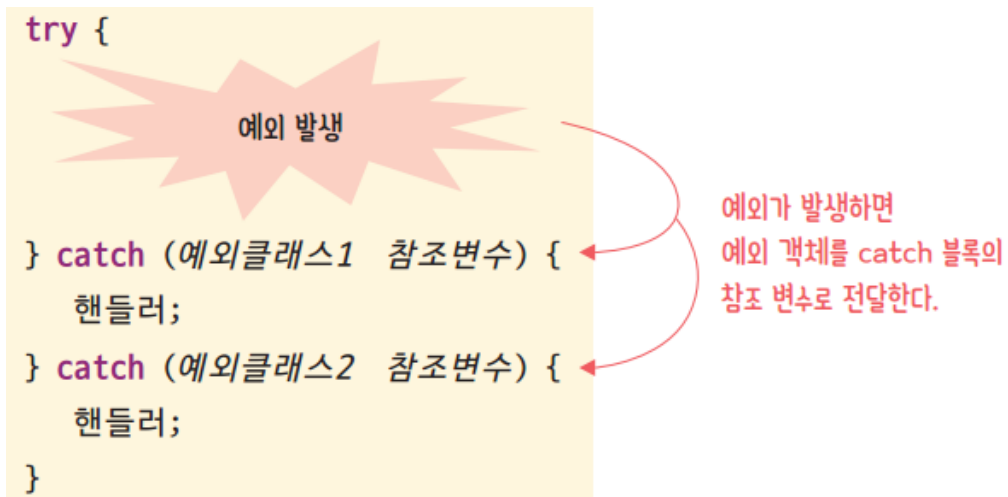 try {
예외 발생
} catch (예외클래스1 참조변수) {
핸들러;
} catch (예외클래스2 참조변수) {
핸들러;
}
예외가 발생하면
예외 객체를 catch 블록의
참조 변수로 전달한다.